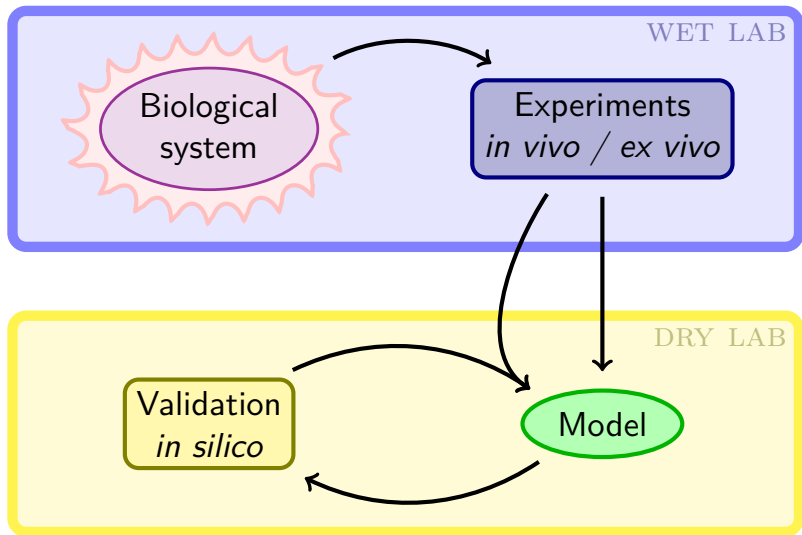 WET LAB
Biological
system
Experiments
in vivo / ex vivo
DRY LAB
Validation
in silico
Model